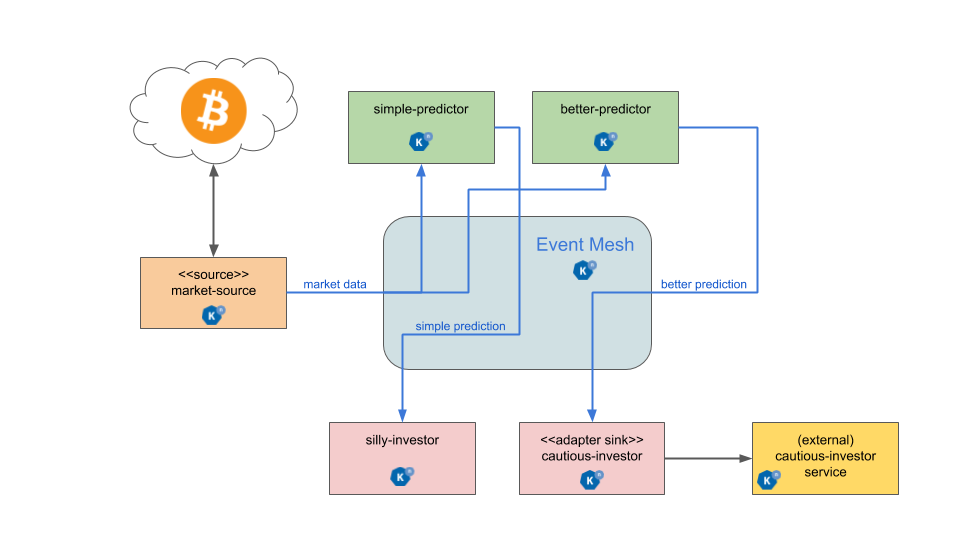 simple-predictor
K
n
better-predictor
K
n
Event Mesh
K
n
<<source>>
market-source
K
n
market data
better prediction
simple prediction
silly-investor
K
n
<<adapter sink>>
cautious-investor
K
n
(external)
cautious-investor
service
K
n